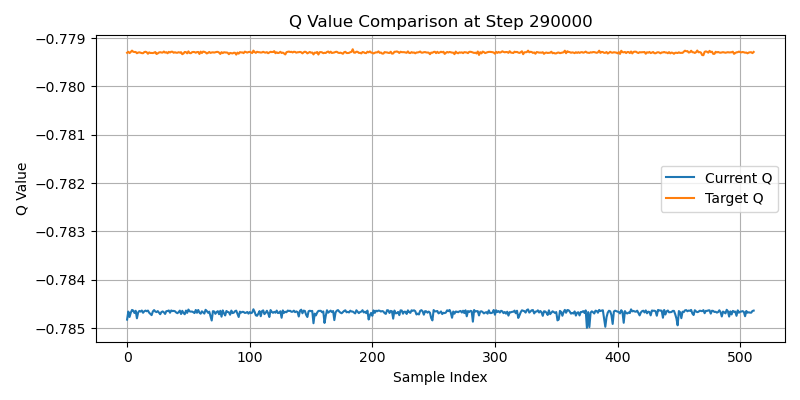 Q Value Comparison at Step 290000
Q Value
−0.779
−0.780
−0.781
−0.782
−0.783
−0.784
−0.785
Current Q
Target Q
0
100
200
300
400
500
Sample Index